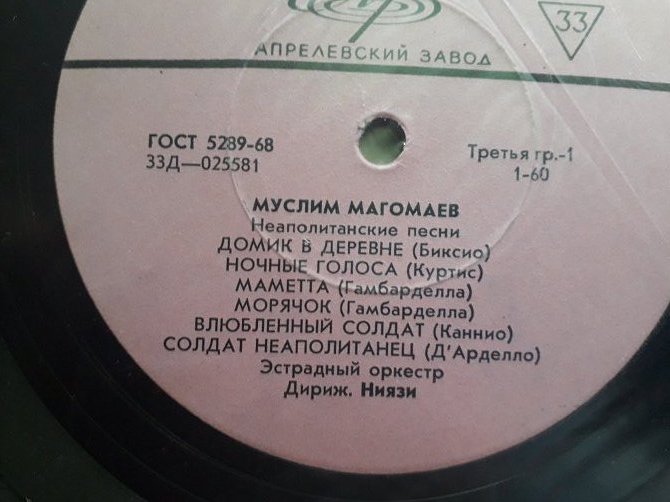 33
АПРЕЛЕВСКИЙ ЗАВОД
ГОСТ 5289-68
33Д—025581
Третья гр.-1
1-60
МУСЛИМ МАГОМАЕВ
Неаполитанские песни
ДОМИК В ДЕРЕВНЕ (Биксио)
НОЧНЫЕ ГОЛОСА (Куртис)
МАМЕТТА (Гамбарделла)
МОРЯЧОК (Гамбарделла)
ВЛЮБЛЕННЫЙ СОЛДАТ (Каннио)
СОЛДАТ НЕАПОЛИТАНЕЦ (Д'Арделло)
Эстрадный оркестр
Дириж. Ниязи